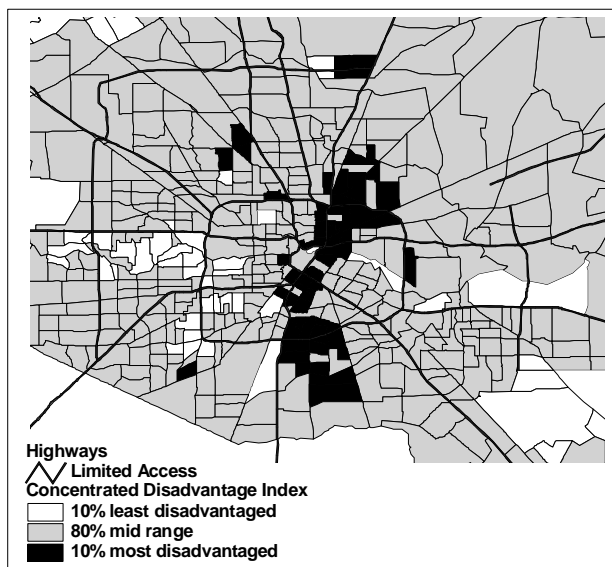 Highways
Limited Access
Concentrated Disadvantage Index
10% least disadvantaged
80% mid range
10% most disadvantaged